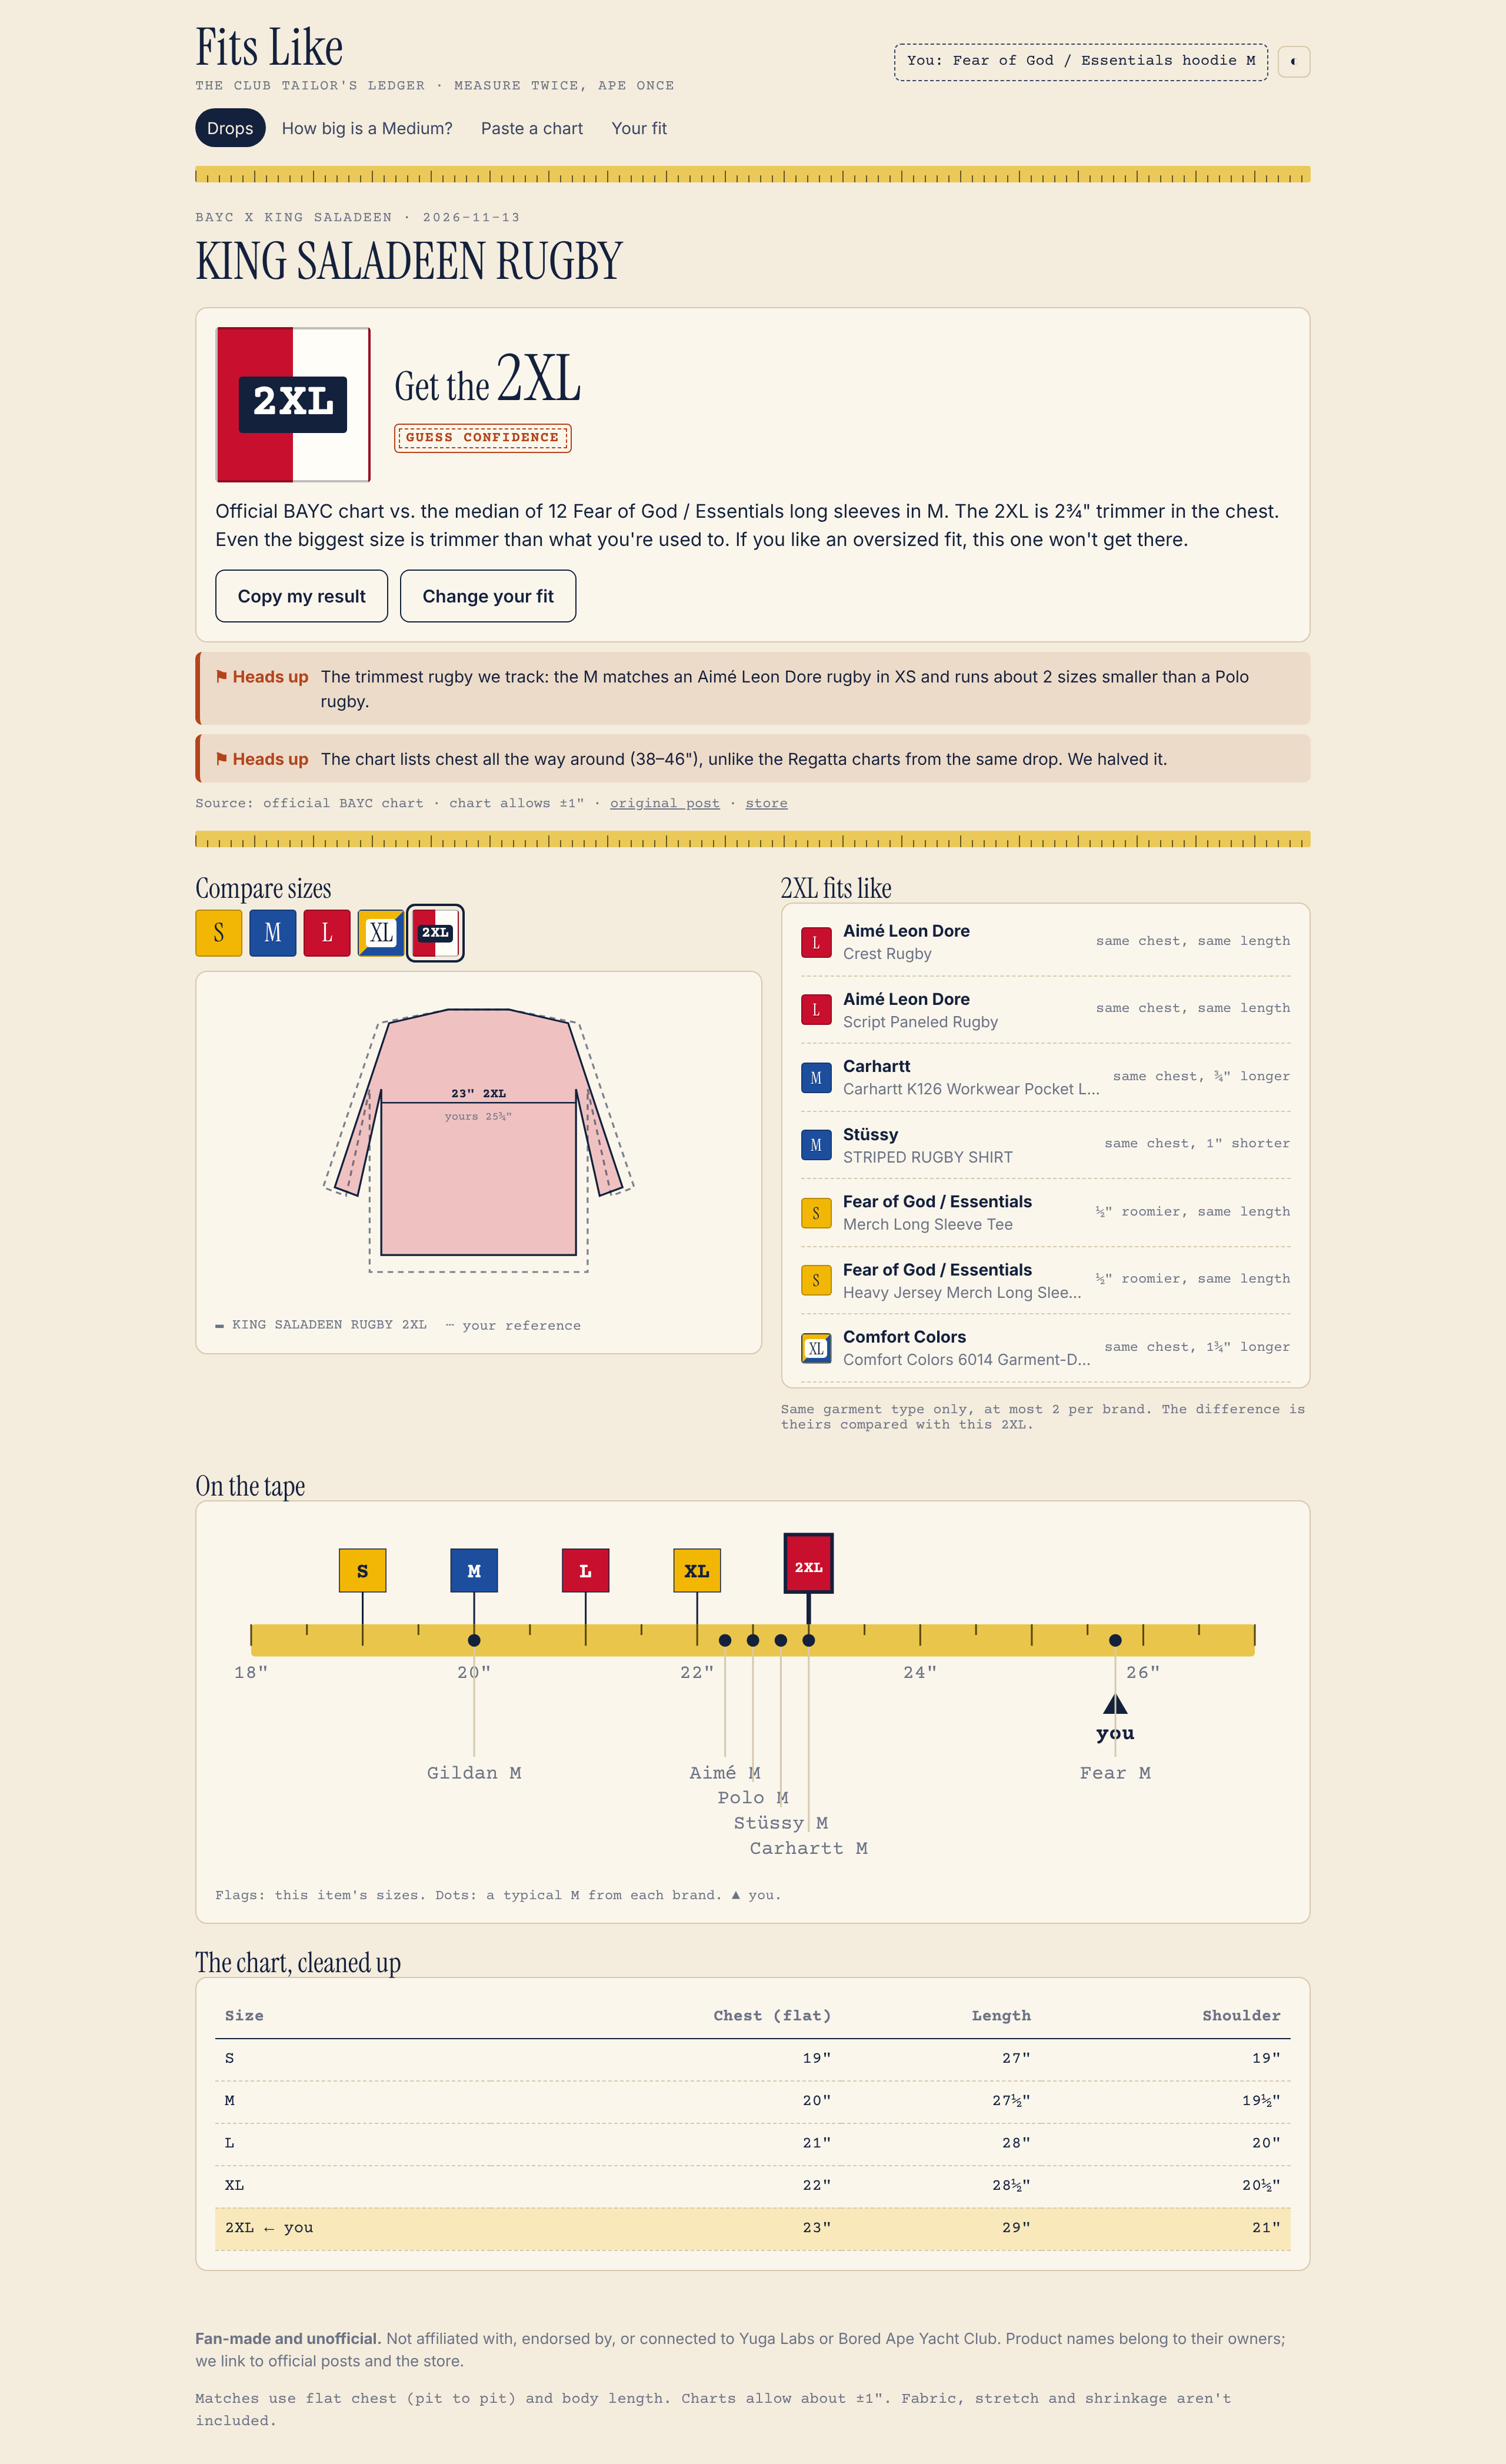 Fits Like
THE CLUB TAILOR'S LEDGER · MEASURE TWICE, APE ONCE
You: Fear of God / Essentials hoodie M
Drops
How big is a Medium?
Paste a chart
Your fit
BAYC X KING SALADEEN · 2026-11-13
KING SALADEEN RUGBY
2XL
Get the 2XL
GUESS CONFIDENCE
Official BAYC chart vs. the median of 12 Fear of God / Essentials long sleeves in M. The 2XL is 2¾" trimmer in the chest.
Even the biggest size is trimmer than what you're used to. If you like an oversized fit, this one won't get there.
Copy my result
Change your fit
⚑ Heads up The trimmest rugby we track: the M matches an Aimé Leon Dore rugby in XS and runs about 2 sizes smaller than a Polo
rugby.
⚑ Heads up The chart lists chest all the way around (38–46"), unlike the Regatta charts from the same drop. We halved it.
Source: official BAYC chart · chart allows ±1" · original post · store
Compare sizes
S M L XL 2XL
23" 2XL
yours 25¾"
▬ KING SALADEEN RUGBY 2XL ┄ your reference
2XL fits like
L Aimé Leon Dore
Crest Rugby
same chest, same length
L Aimé Leon Dore
Script Paneled Rugby
same chest, same length
M Carhartt
Carhartt K126 Workwear Pocket L…
same chest, ¾" longer
M Stüssy
STRIPED RUGBY SHIRT
same chest, 1" shorter
S Fear of God / Essentials
Merch Long Sleeve Tee
½" roomier, same length
S Fear of God / Essentials
Heavy Jersey Merch Long Slee…
½" roomier, same length
XL Comfort Colors
Comfort Colors 6014 Garment-D…
same chest, 1¾" longer
Same garment type only, at most 2 per brand. The difference is
theirs compared with this 2XL.
On the tape
S M L XL 2XL
18" 20" 22" 24" 26"
you
Gildan M Aimé M Fear M
Polo M
Stüssy M
Carhartt M
Flags: this item's sizes. Dots: a typical M from each brand. ▲ you.
The chart, cleaned up
Size Chest (flat) Length Shoulder
S 19" 27" 19"
M 20" 27½" 19½"
L 21" 28" 20"
XL 22" 28½" 20½"
2XL ← you 23" 29" 21"
Fan-made and unofficial. Not affiliated with, endorsed by, or connected to Yuga Labs or Bored Ape Yacht Club. Product names belong to their owners;
we link to official posts and the store.
Matches use flat chest (pit to pit) and body length. Charts allow about ±1". Fabric, stretch and shrinkage aren't
included.